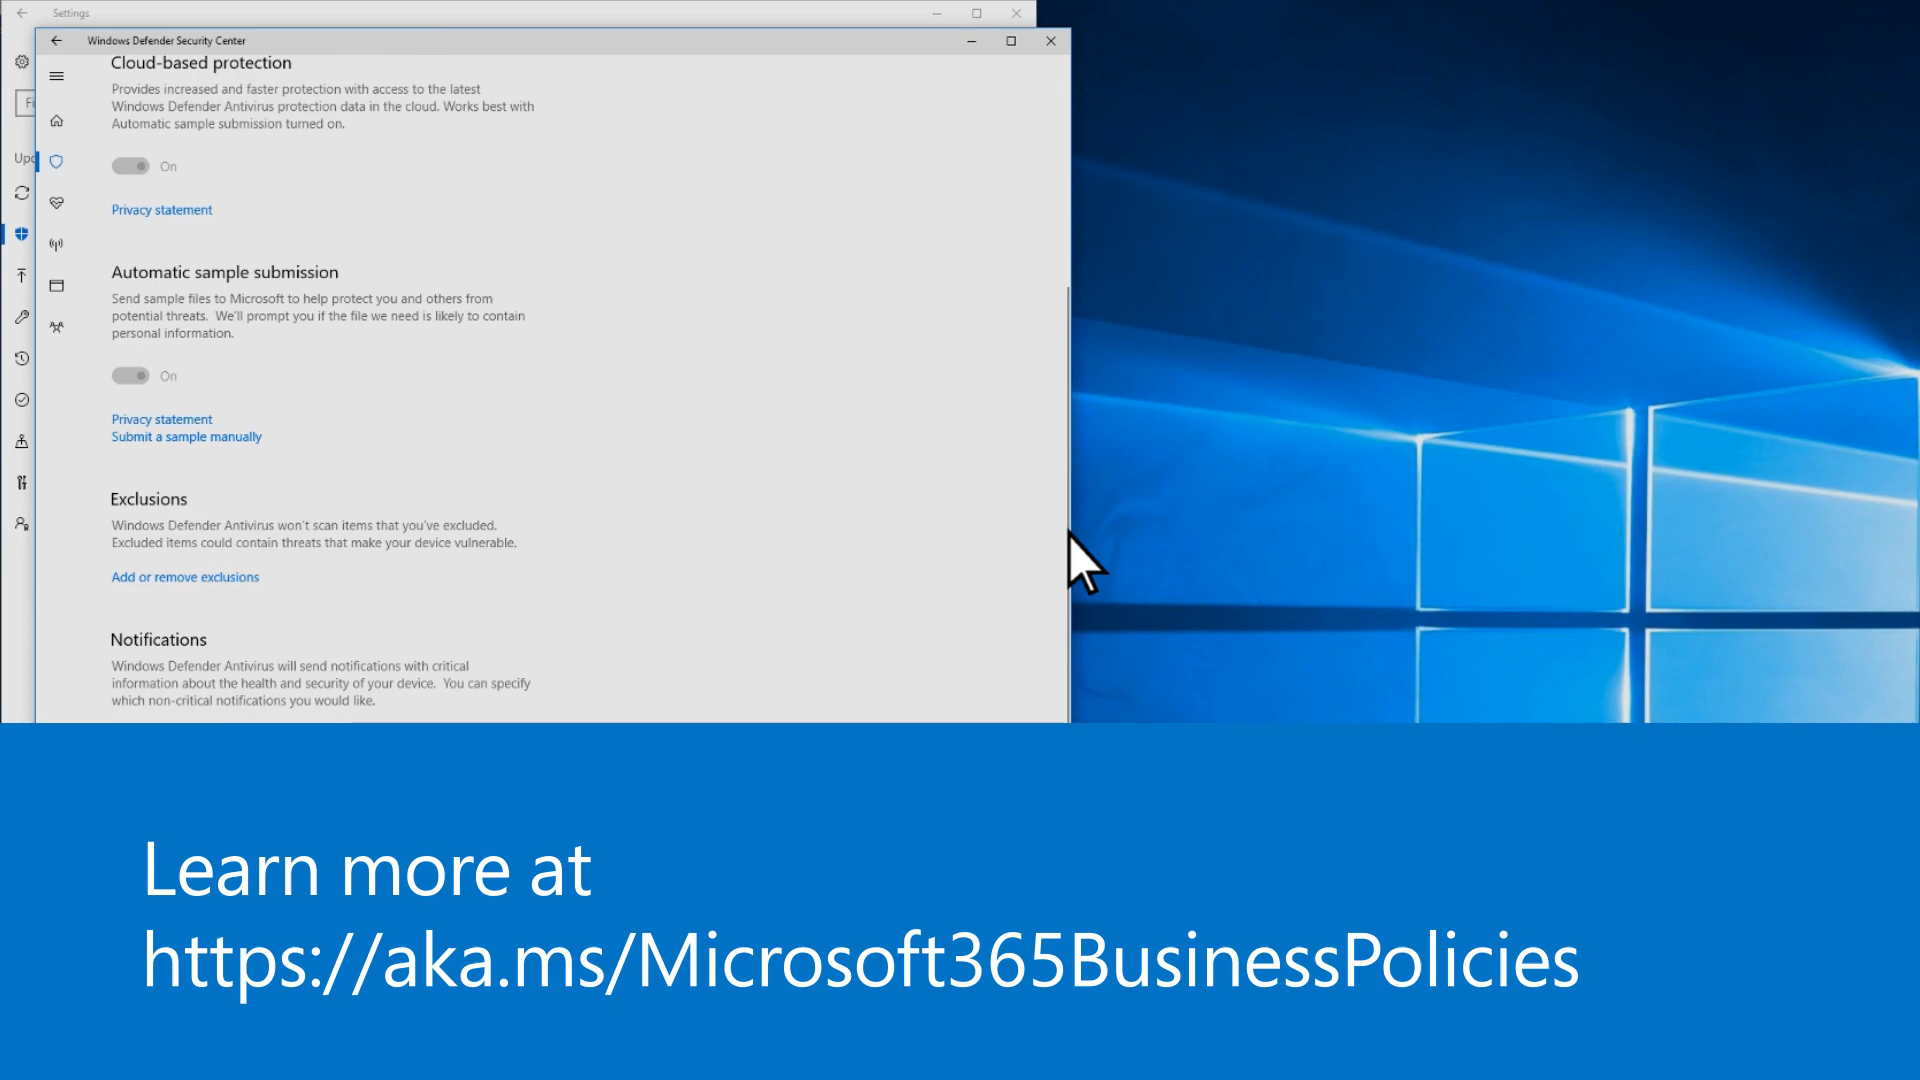 Settings
Windows Defender Security Center
Cloud-based protection
Provides increased and faster protection with access to the latest
Windows Defender Antivirus protection data in the cloud. Works best with
Automatic sample submission turned on.
On
Privacy statement
Automatic sample submission
Send sample files to Microsoft to help protect you and others from
potential threats. We'll prompt you if the file we need is likely to contain
personal information.
On
Privacy statement
Submit a sample manually
Exclusions
Windows Defender Antivirus won't scan items that you've excluded.
Excluded items could contain threats that make your device vulnerable.
Add or remove exclusions
Notifications
Windows Defender Antivirus will send notifications with critical
information about the health and security of your device. You can specify
which non-critical notifications you would like.
Learn more at
https://aka.ms/Microsoft365BusinessPolicies